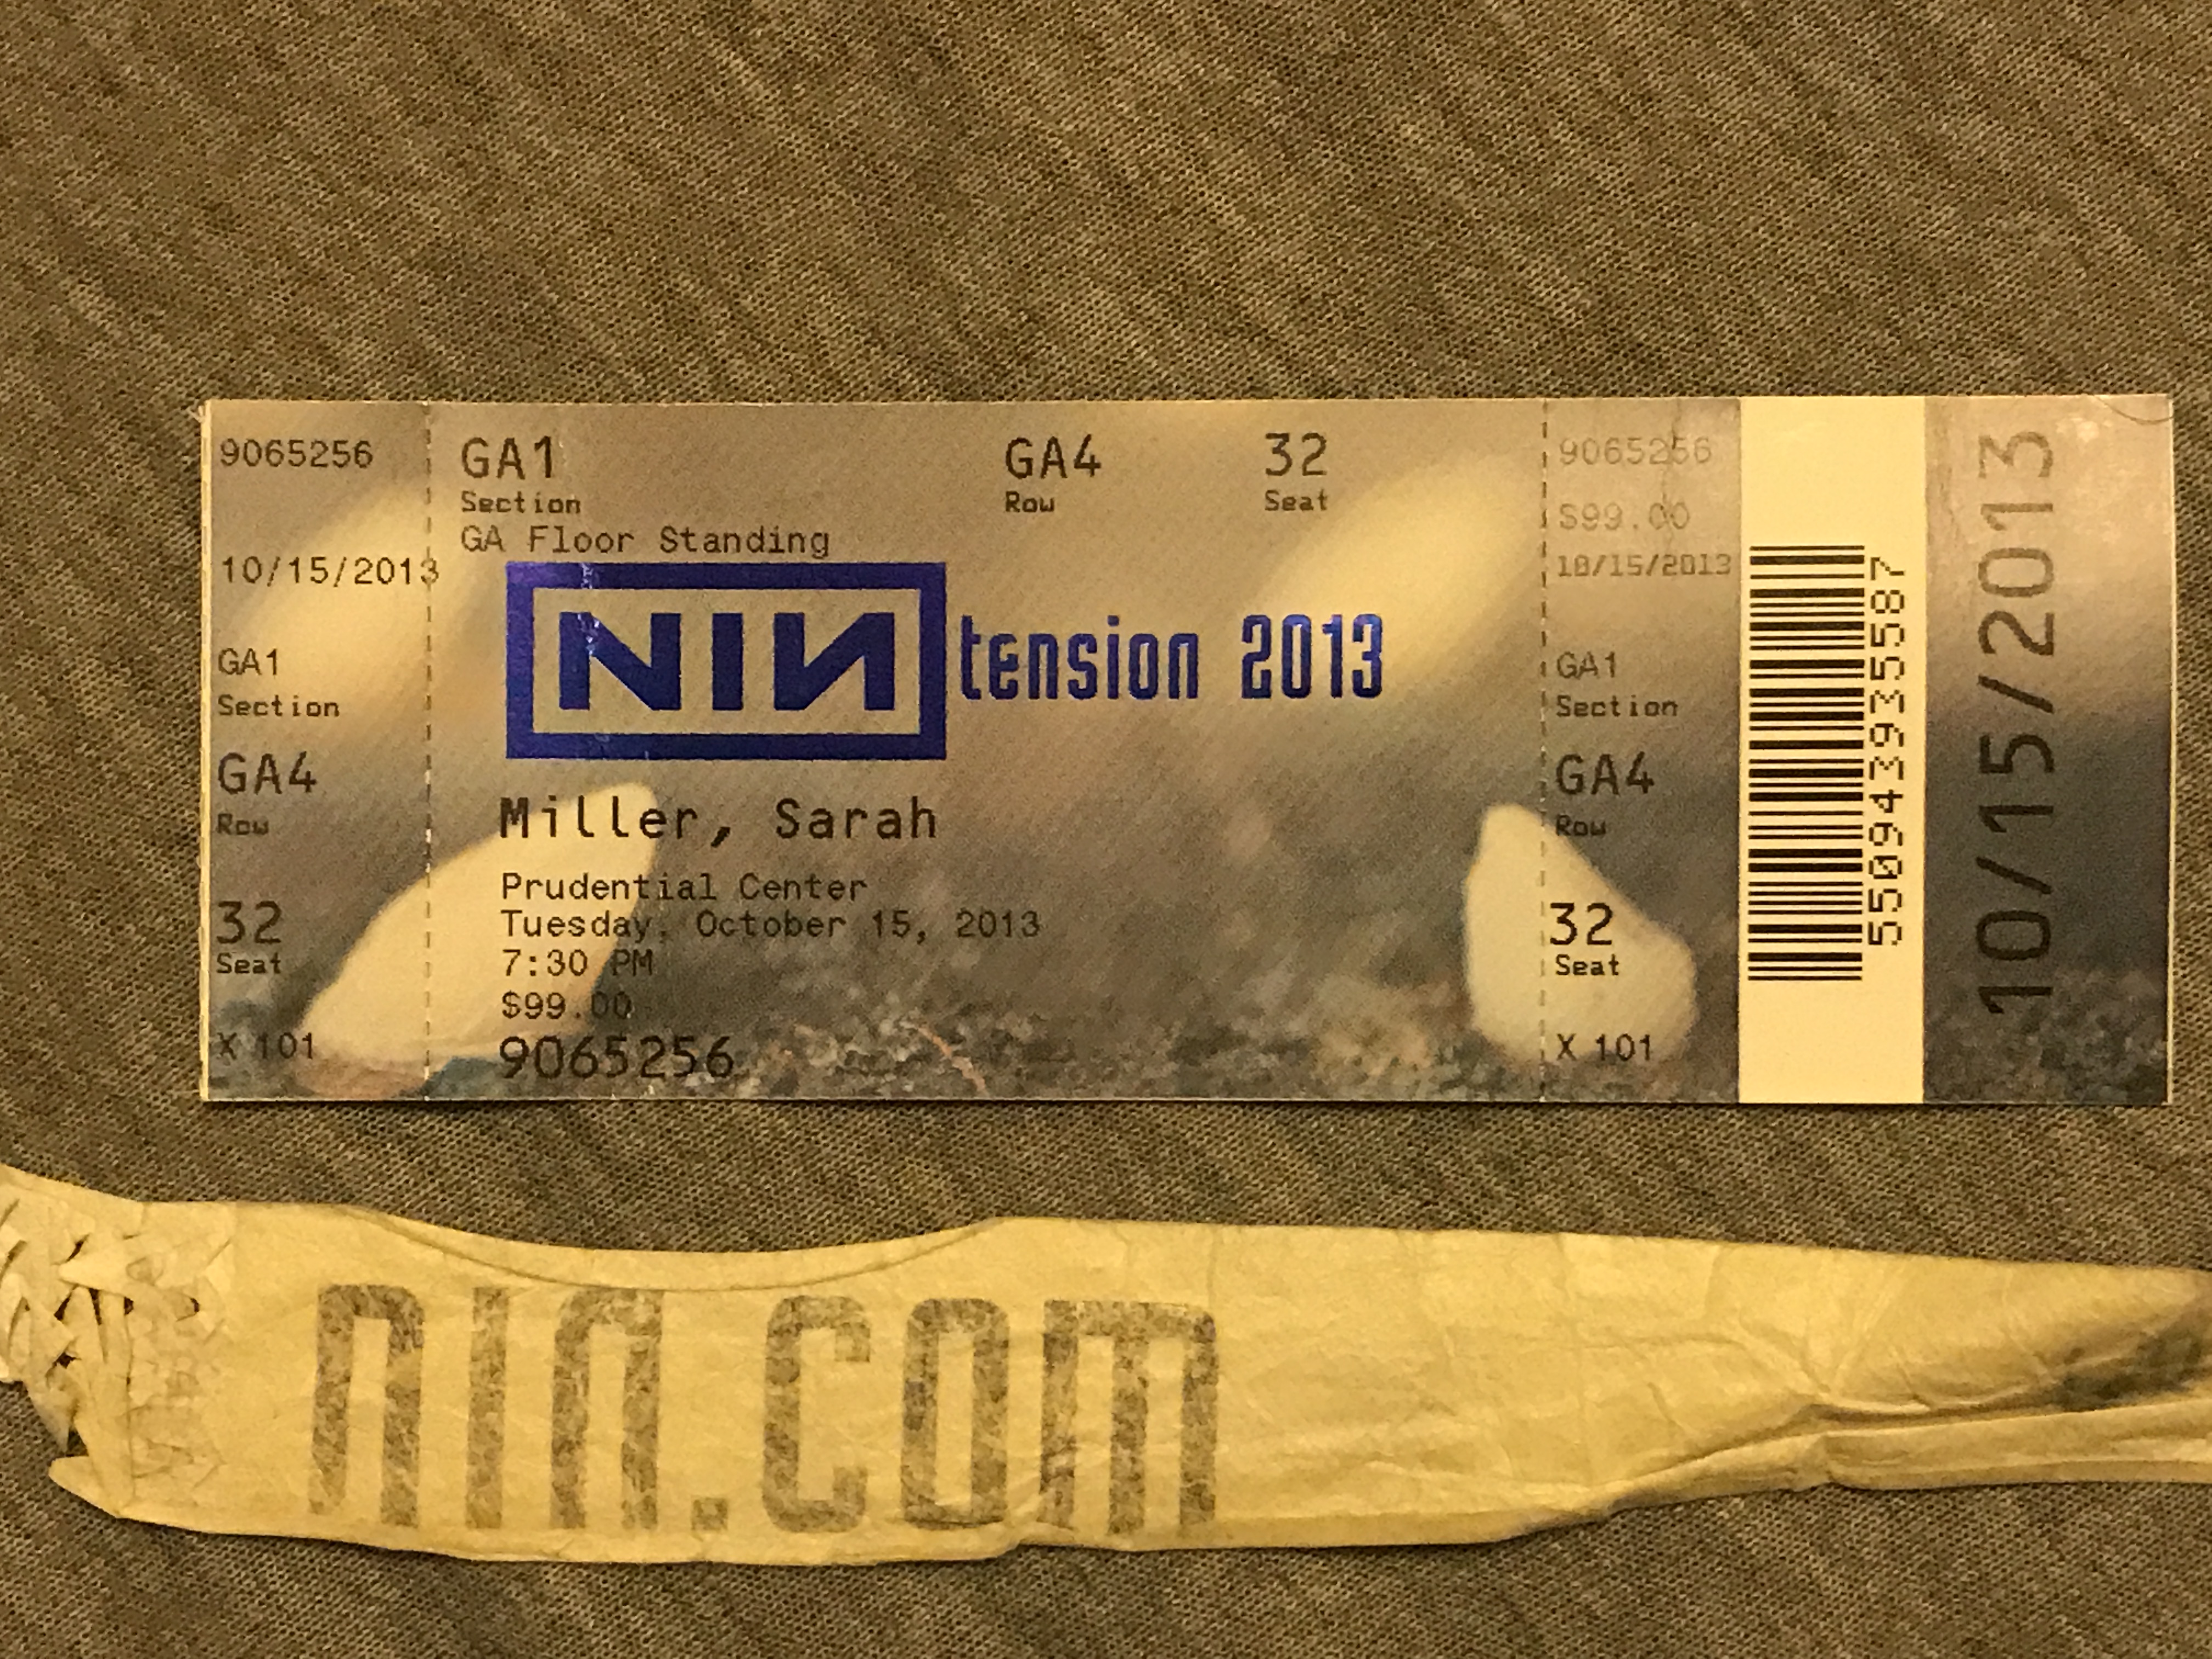 9065256
10/15/2013
GA1
Section
GA4
Row
32
Seat
X 101
GA1 GA4 32
Section Row Seat
GA Floor Standing
NIN tension 2013
Miller, Sarah
Prudential Center
Tuesday, October 15, 2013
7:30 PM
$99.00
9065256
9065256
$99.00
10/15/2013
GA1
Section
GA4
Row
32
Seat
X 101
550943935587
10/15/2013
nin.com